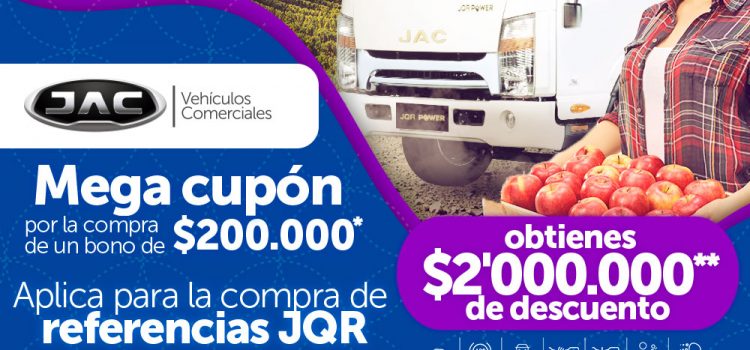 JAC
Vehículos
Comerciales
Mega cupón
por la compra
de un bono de $200.000*
Aplica para la compra de
referencias JQR
JQR POWER
JAC
JQR POWER
obtienes
$2'000.000**
de descuento